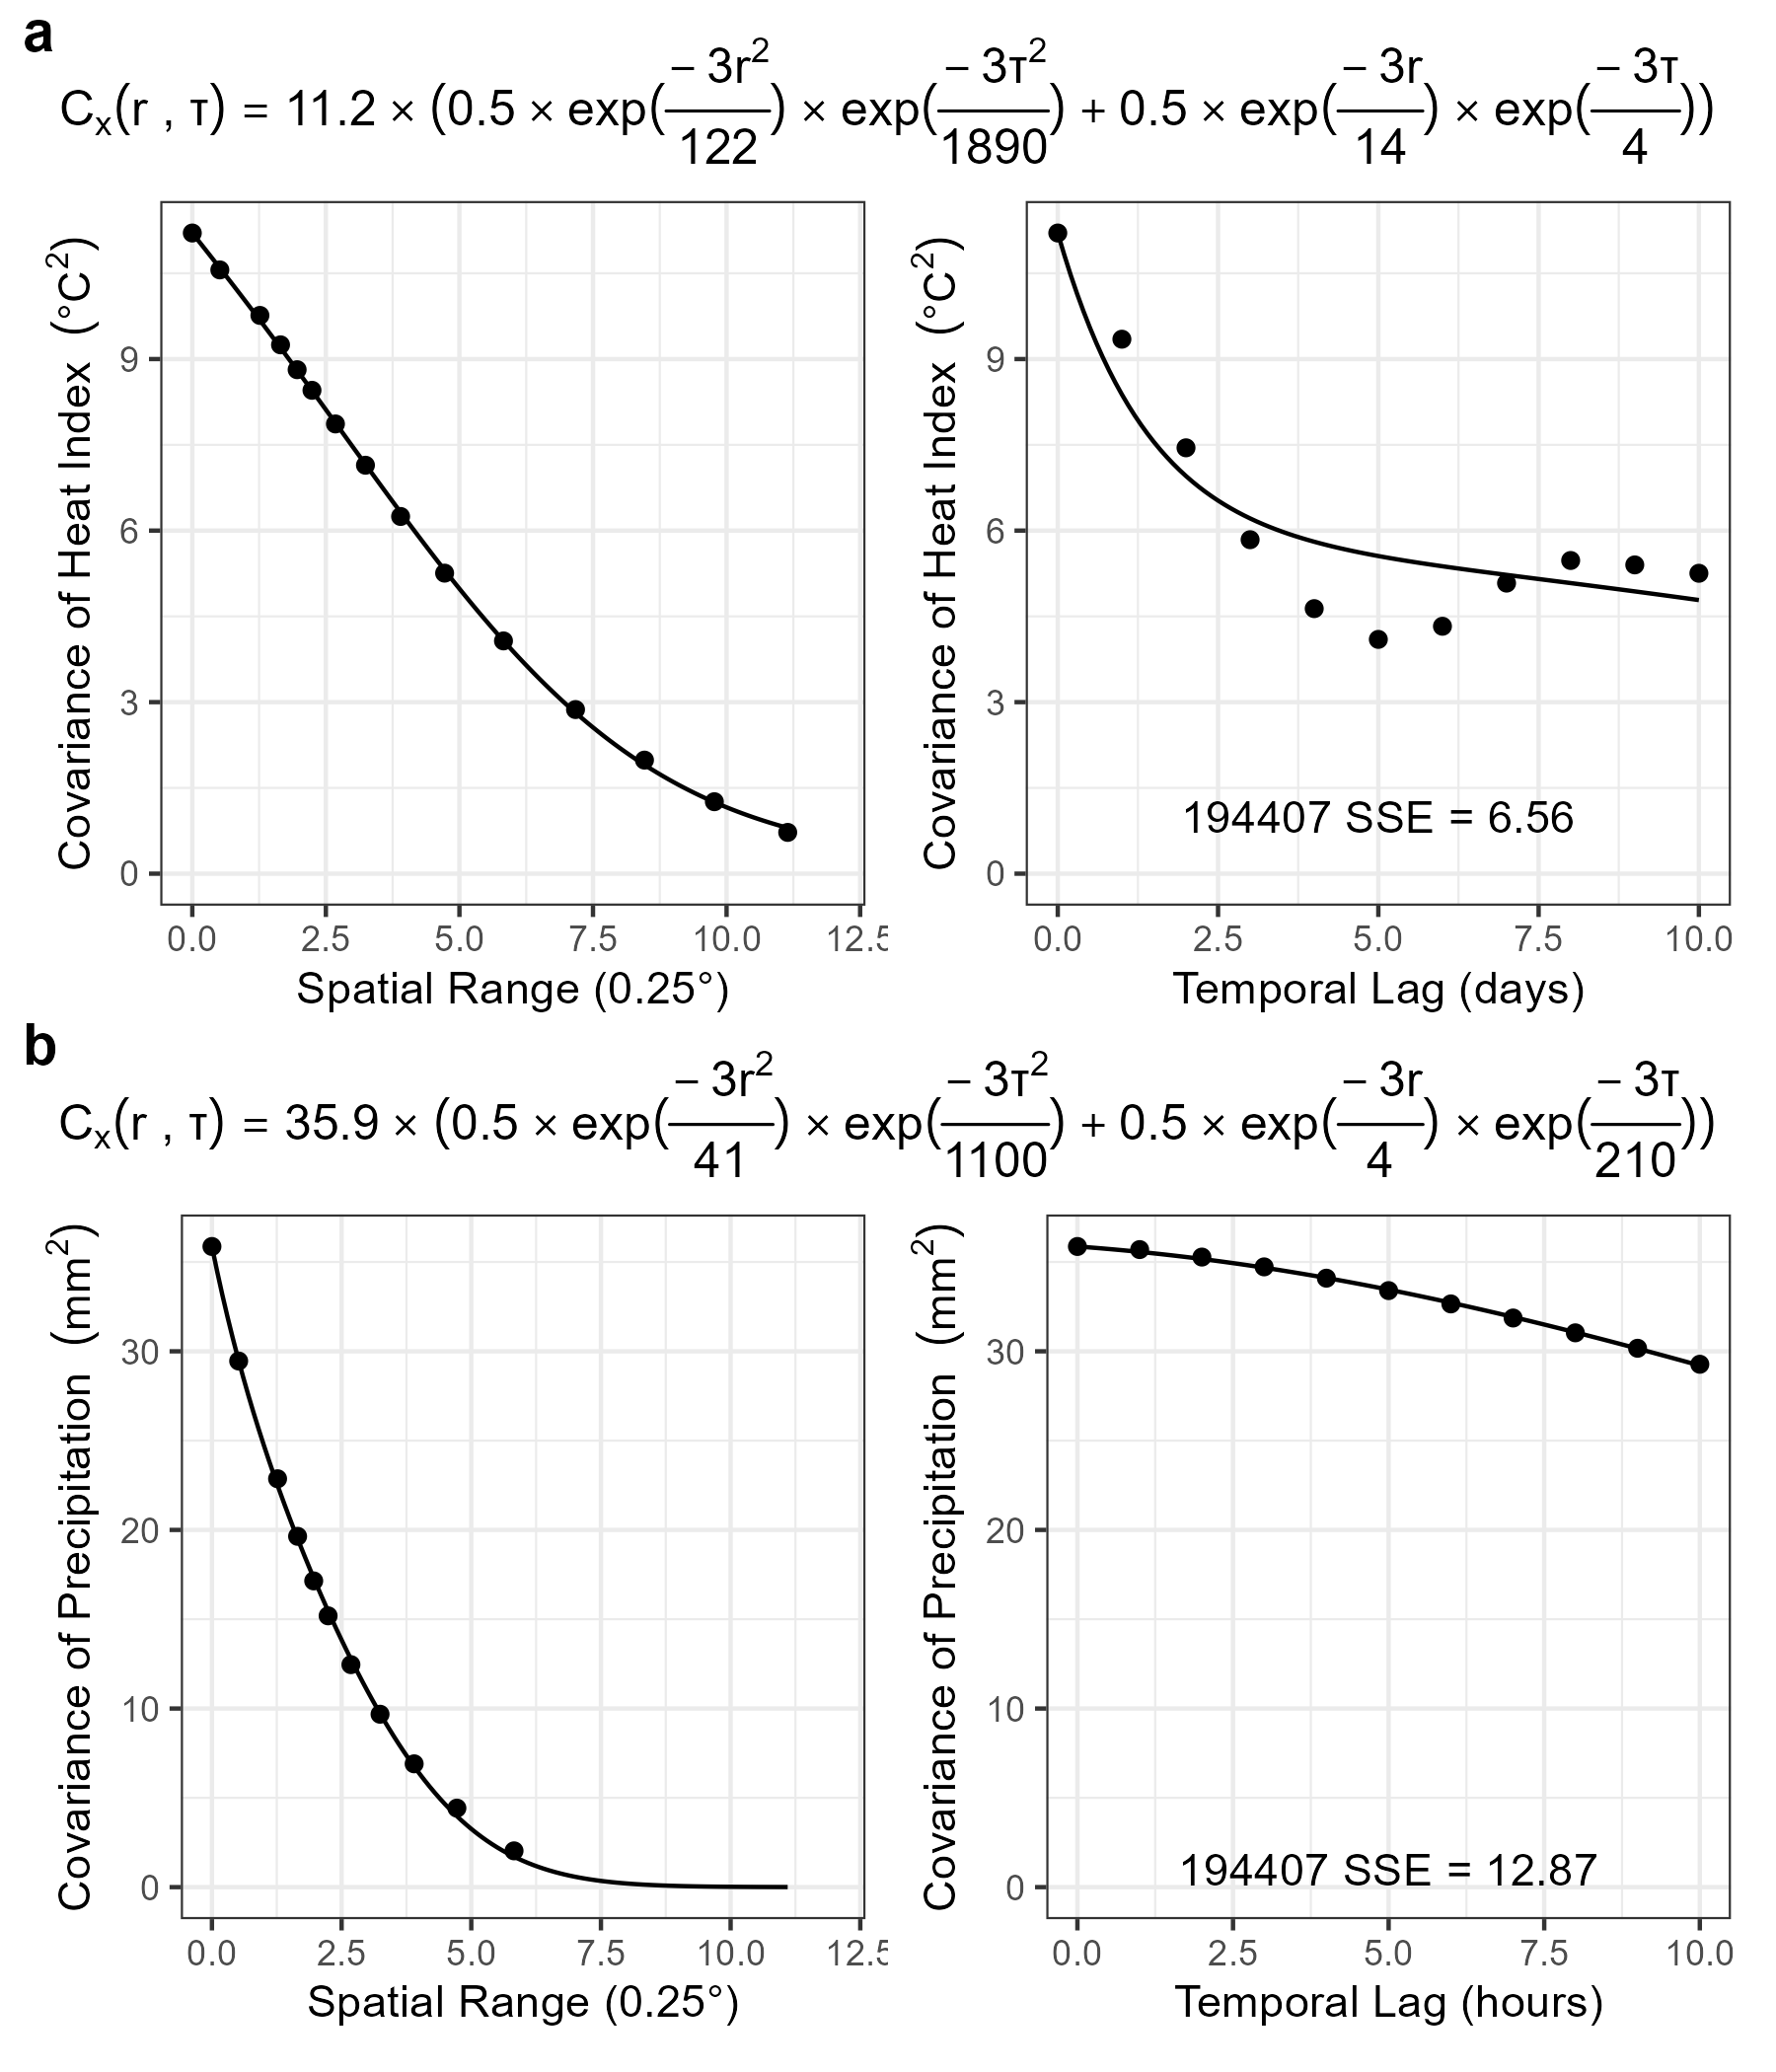 a
Cₓ(r , τ) = 11.2 × (0.5 × exp(− 3r²/122) × exp(− 3τ²/1890) + 0.5 × exp(− 3r/14) × exp(− 3τ/4))
Covariance of Heat Index (°C²)
9
6
3
0
0.0 2.5 5.0 7.5 10.0 12.5
Spatial Range (0.25°)
Covariance of Heat Index (°C²)
9
6
3
0
194407 SSE = 6.56
0.0 2.5 5.0 7.5 10.0
Temporal Lag (days)
b
Cₓ(r , τ) = 35.9 × (0.5 × exp(− 3r²/41) × exp(− 3τ²/1100) + 0.5 × exp(− 3r/4) × exp(− 3τ/210))
Covariance of Precipitation (mm²)
30
20
10
0
0.0 2.5 5.0 7.5 10.0 12.5
Spatial Range (0.25°)
Covariance of Precipitation (mm²)
30
20
10
0
194407 SSE = 12.87
0.0 2.5 5.0 7.5 10.0
Temporal Lag (hours)